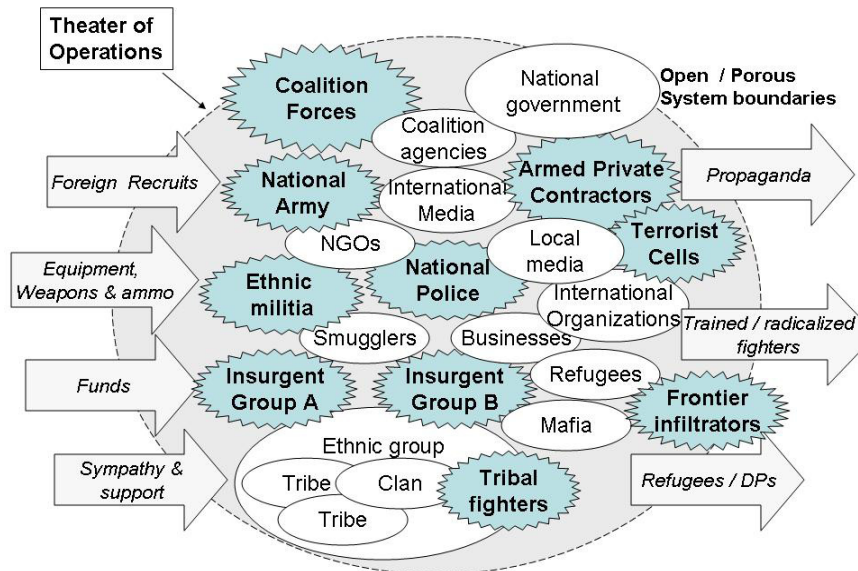 Theater of
Operations
Coalition
Forces
National
government
Open / Porous
System boundaries
Coalition
agencies
Foreign Recruits
National
Army
International
Media
Armed Private
Contractors
Propaganda
NGOs
Local
media
Terrorist
Cells
Equipment,
Weapons & ammo
Ethnic
militia
National
Police
International
Organizations
Trained / radicalized
fighters
Smugglers
Businesses
Funds
Insurgent
Group A
Insurgent
Group B
Refugees
Frontier
infiltrators
Mafia
Ethnic group
Sympathy &
support
Tribe
Clan
Tribal
fighters
Refugees / DPs
Tribe